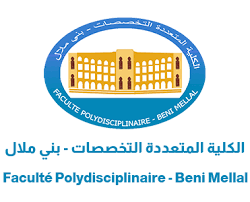 الكلية المتعددة التخصصات - بني ملال
FACULTE POLYDISCIPLINAIRE - BENI MELLAL
الكلية المتعددة التخصصات - بني ملال
Faculté Polydisciplinaire - Beni Mellal